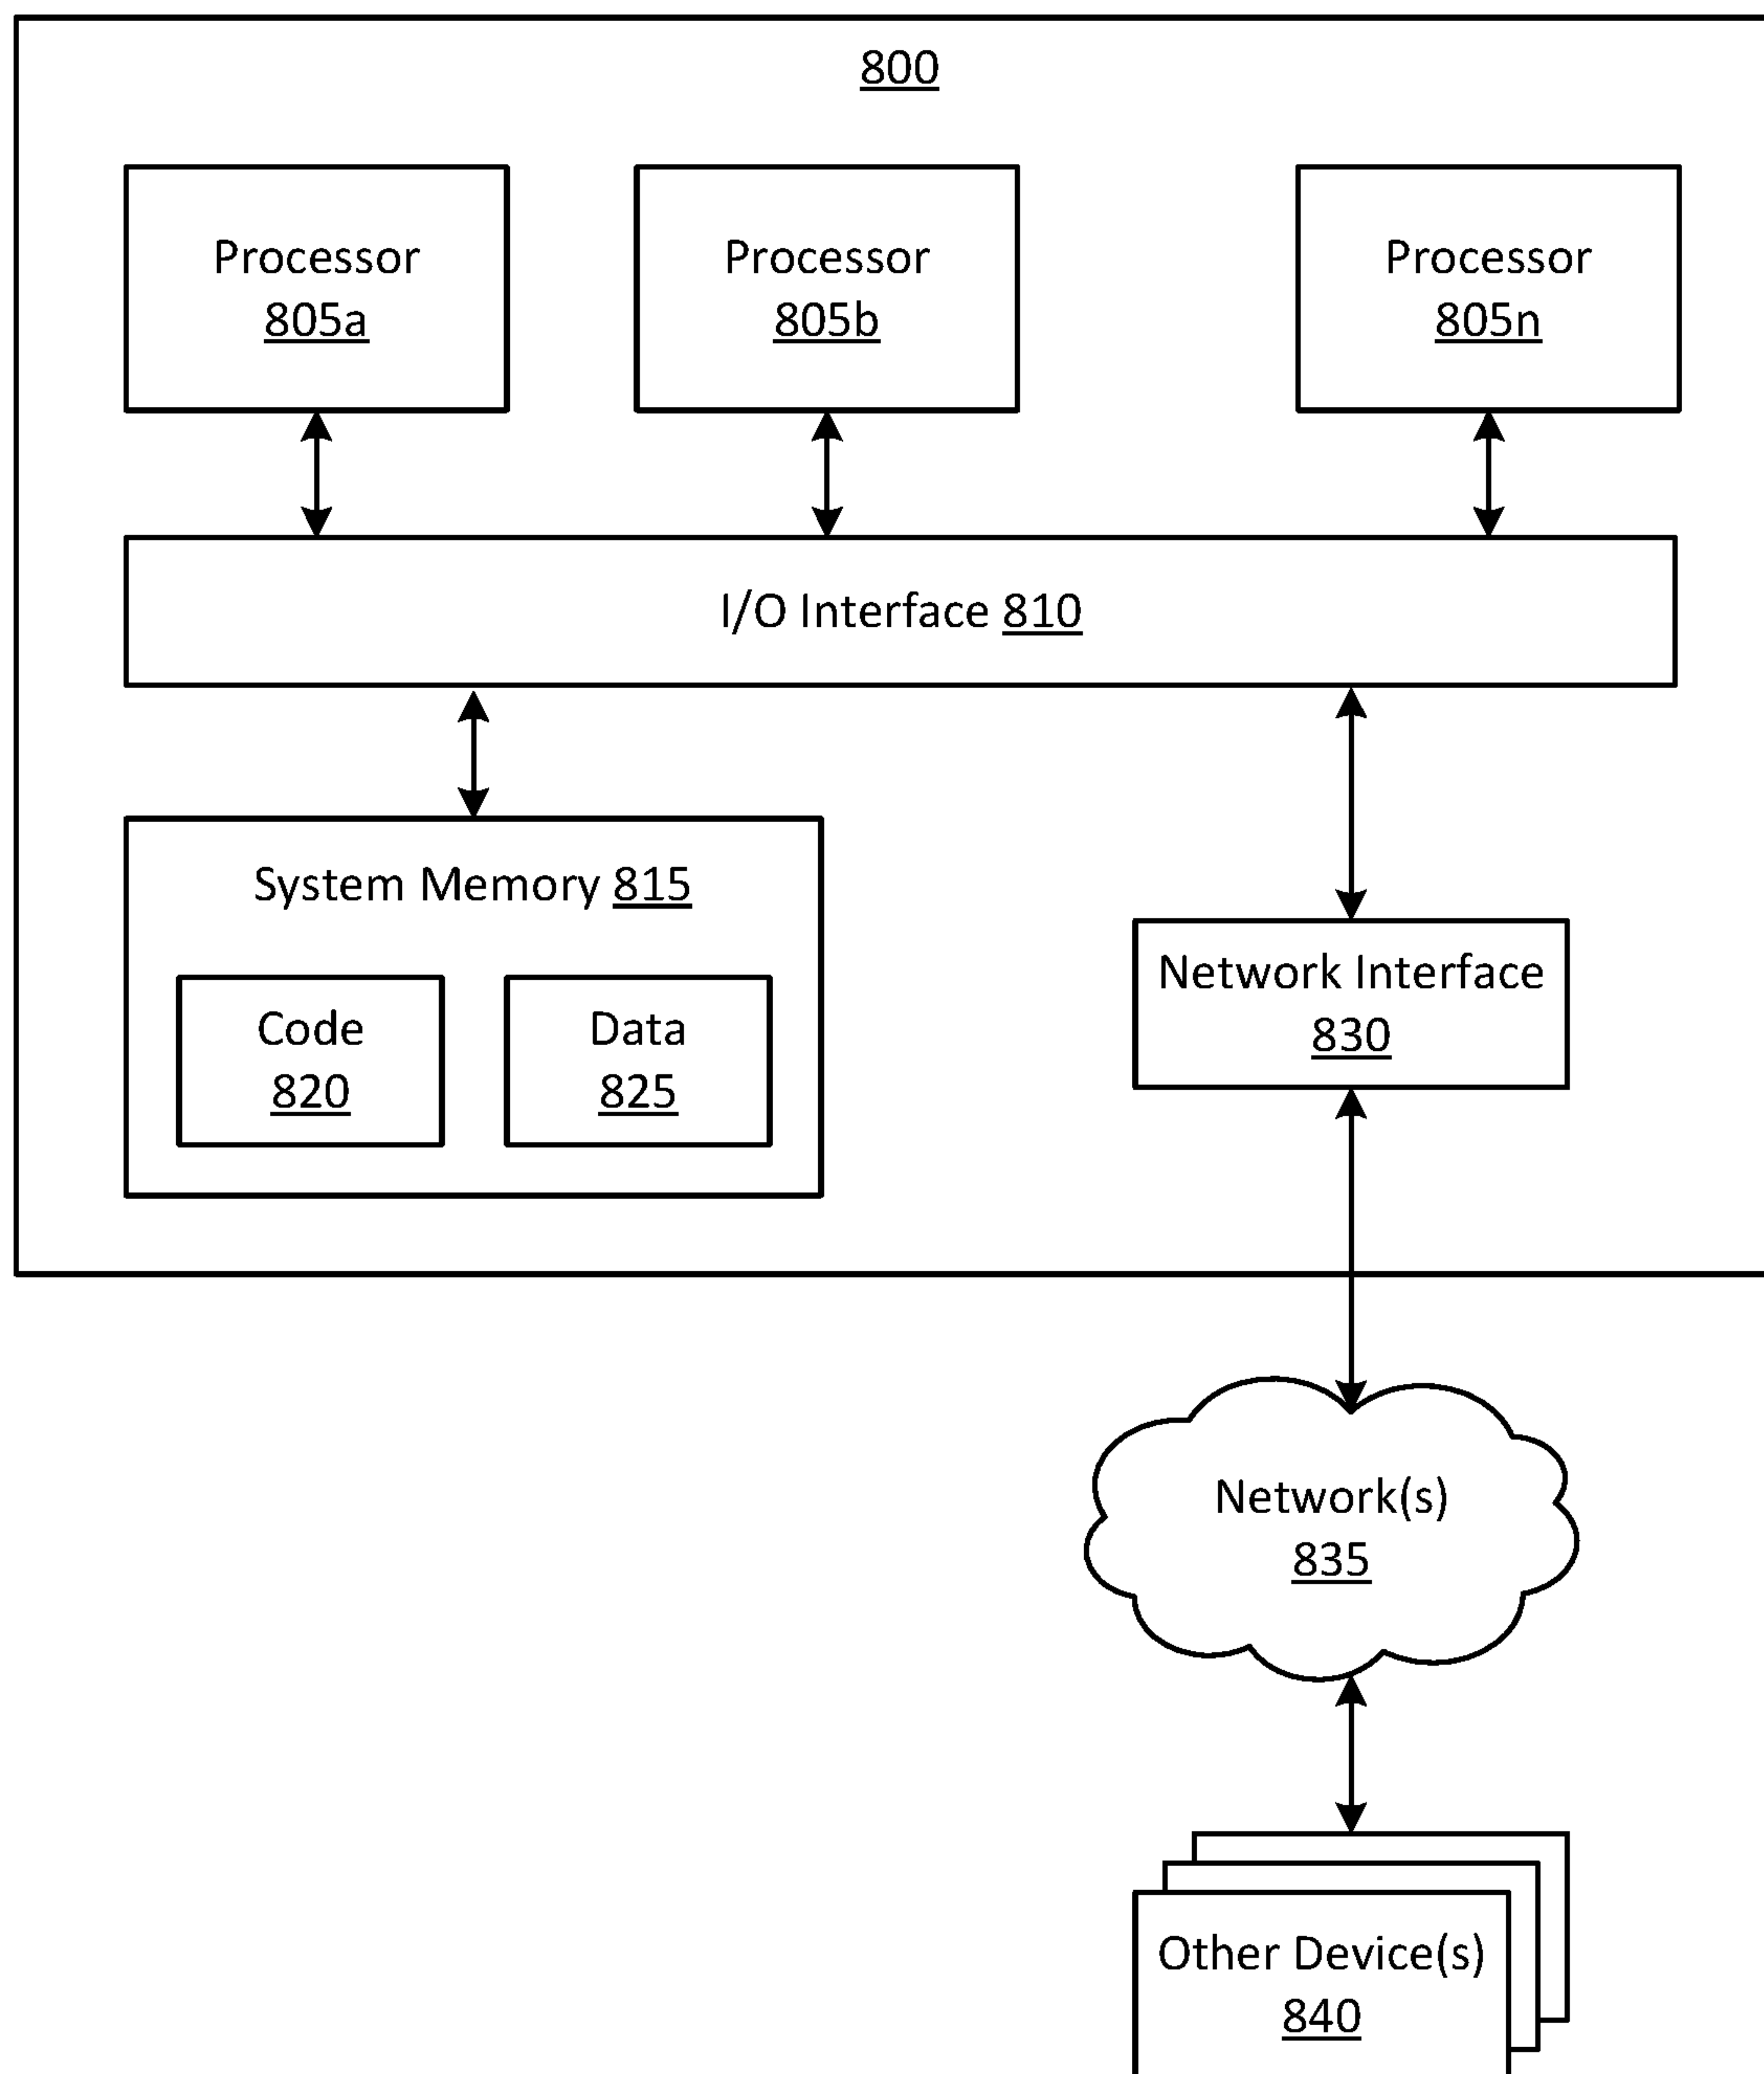 800
Processor
805a
Processor
805b
Processor
805n
I/O Interface 810
System Memory 815
Code
820
Data
825
Network Interface
830
Network(s)
835
Other Device(s)
840